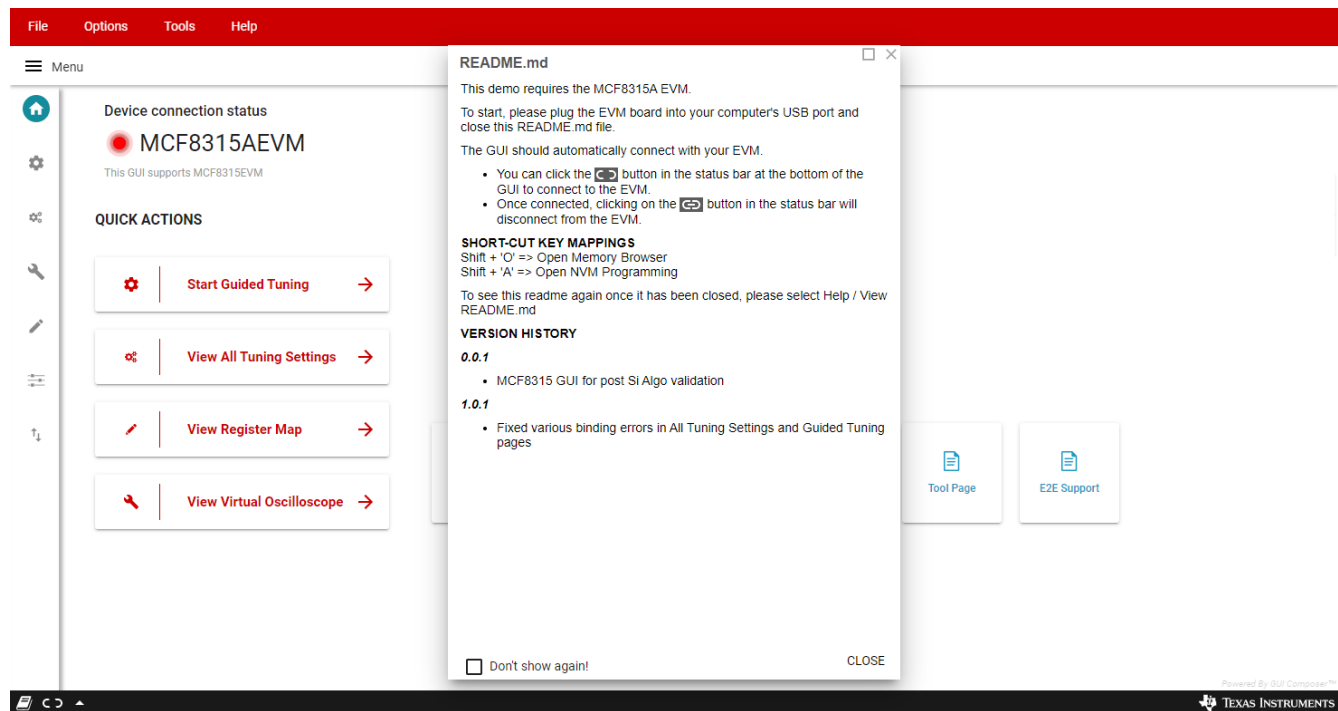 File Options Tools Help
Menu
Device connection status
MCF8315AEVM
This GUI supports MCF8315EVM
QUICK ACTIONS
Start Guided Tuning
View All Tuning Settings
View Register Map
View Virtual Oscilloscope
README.md
This demo requires the MCF8315A EVM.
To start, please plug the EVM board into your computer's USB port and
close this README.md file.
The GUI should automatically connect with your EVM.
• You can click the button in the status bar at the bottom of the
GUI to connect to the EVM.
• Once connected, clicking on the button in the status bar will
disconnect from the EVM.
SHORT-CUT KEY MAPPINGS
Shift + 'O' => Open Memory Browser
Shift + 'A' => Open NVM Programming
To see this readme again once it has been closed, please select Help / View
README.md
VERSION HISTORY
0.0.1
• MCF8315 GUI for post Si Algo validation
1.0.1
• Fixed various binding errors in All Tuning Settings and Guided Tuning
pages
Don't show again!
CLOSE
Tool Page
E2E Support
Powered By GUI Composer™
TEXAS INSTRUMENTS